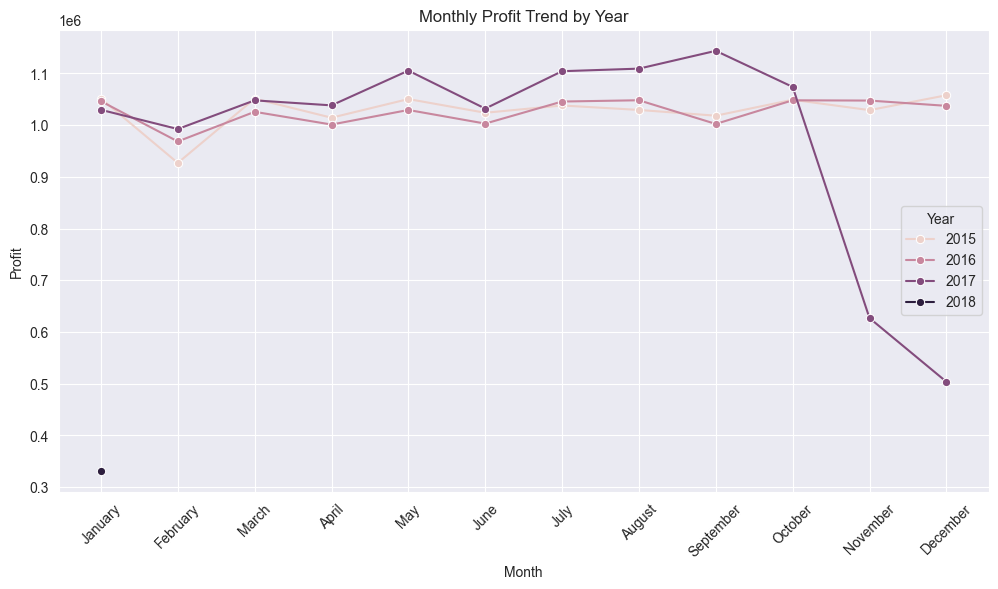 Monthly Profit Trend by Year
1e6
1.1
1.0
0.9
0.8
0.7
0.6
0.5
0.4
0.3
Profit
Year
2015
2016
2017
2018
January
February
March
April
May
June
July
August
September
October
November
December
Month